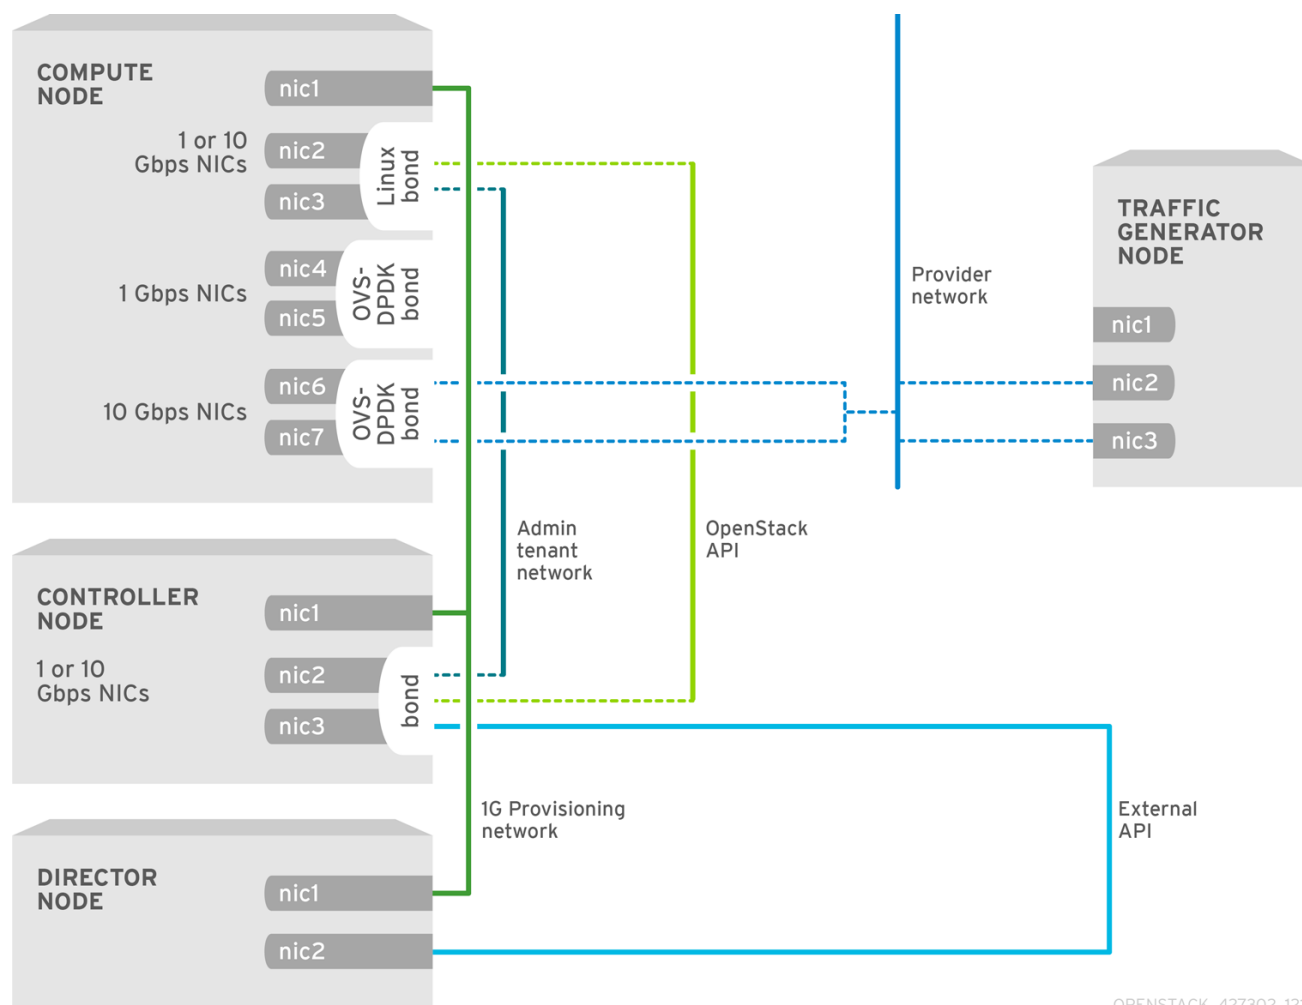 COMPUTE
NODE
nic1
1 or 10
Gbps NICs
nic2
nic3
Linux
bond
1 Gbps NICs
nic4
nic5
OVS-
DPDK
bond
10 Gbps NICs
nic6
nic7
OVS-
DPDK
bond
Provider
network
TRAFFIC
GENERATOR
NODE
nic1
nic2
nic3
Admin
tenant
network
OpenStack
API
CONTROLLER
NODE
nic1
1 or 10
Gbps NICs
nic2
nic3
bond
1G Provisioning
network
External
API
DIRECTOR
NODE
nic1
nic2